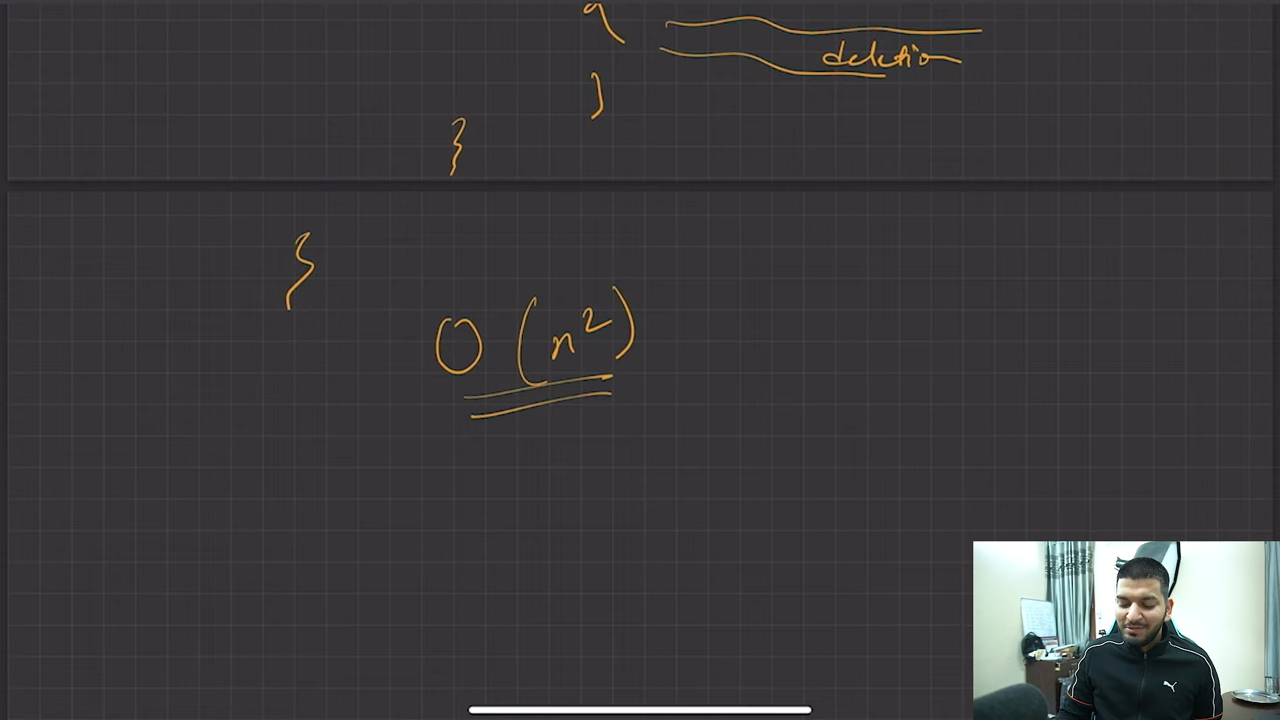 {
deletion
}
}
}
O (n²)